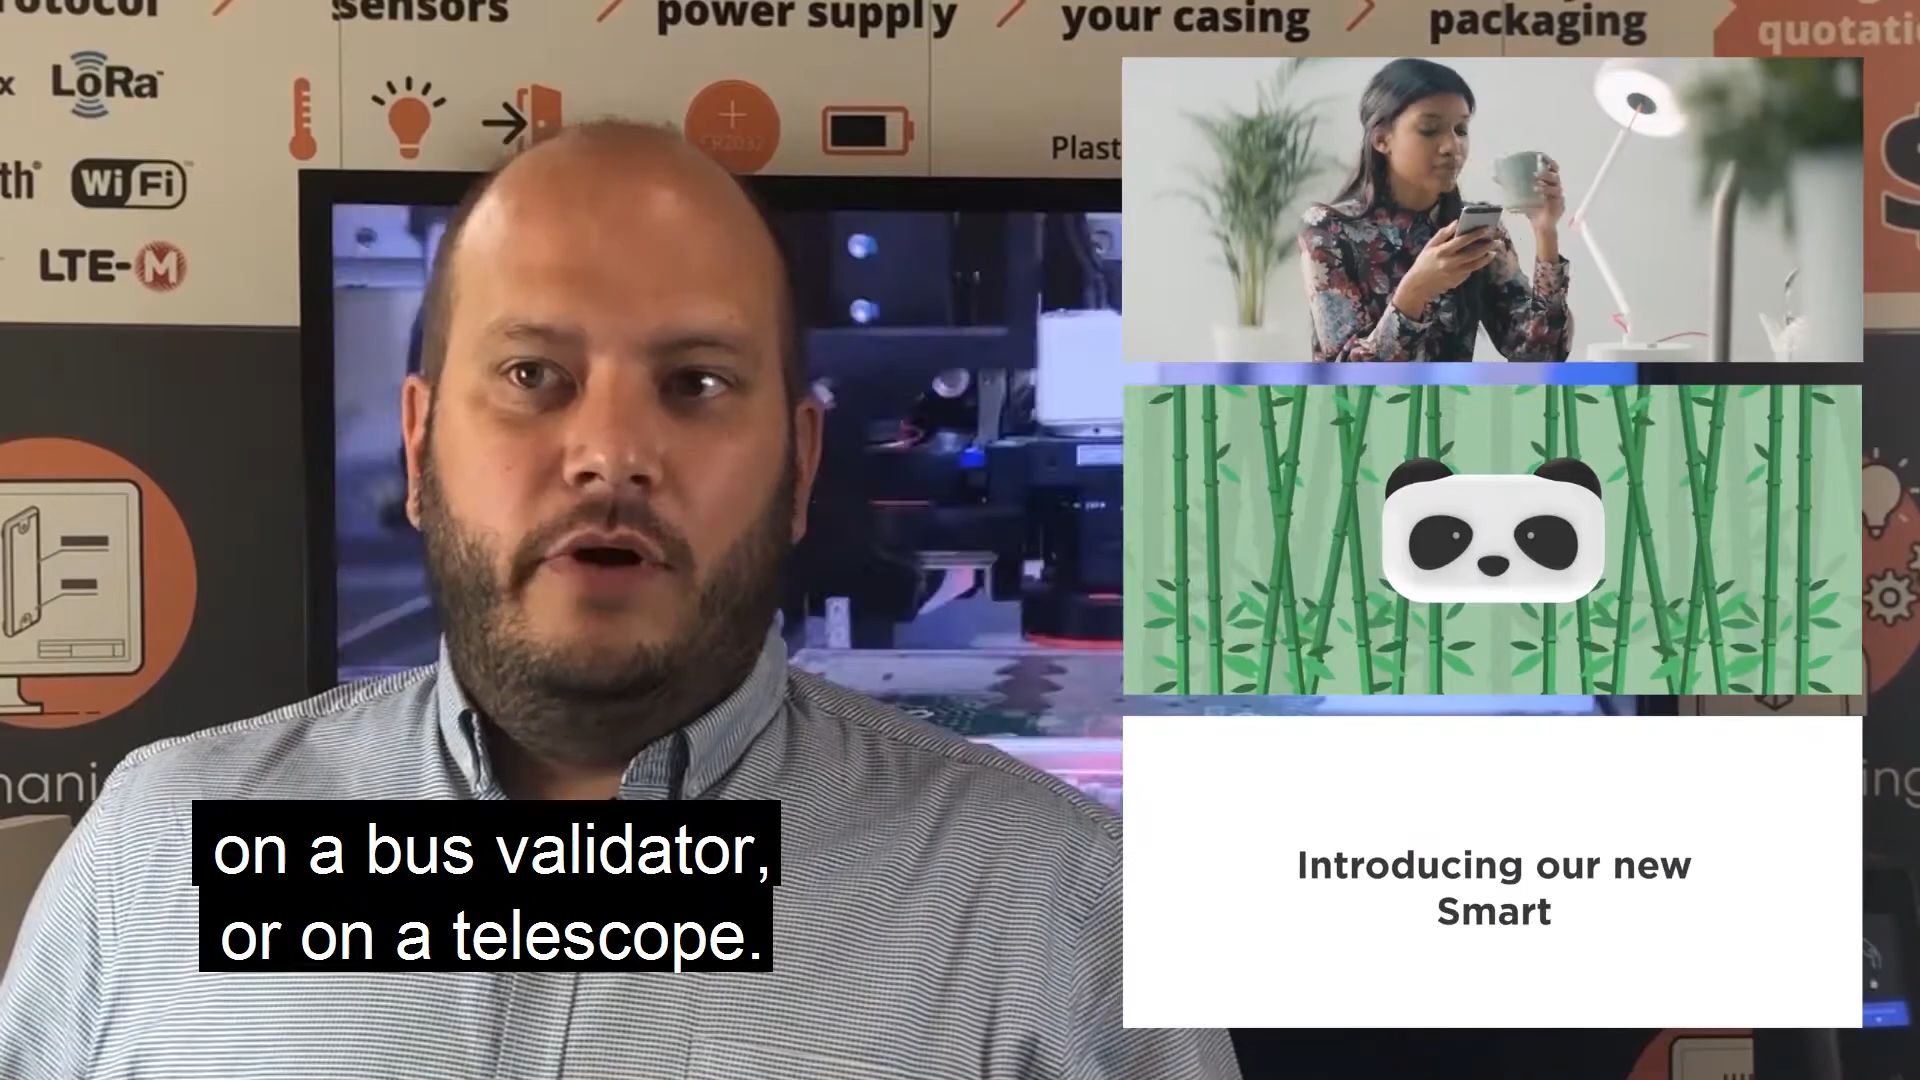 sensors
power supply
your casing
packaging
LoRa
CR2032
Plast
WiFi
LTE-M
Introducing our new
Smart
on a bus validator,
or on a telescope.